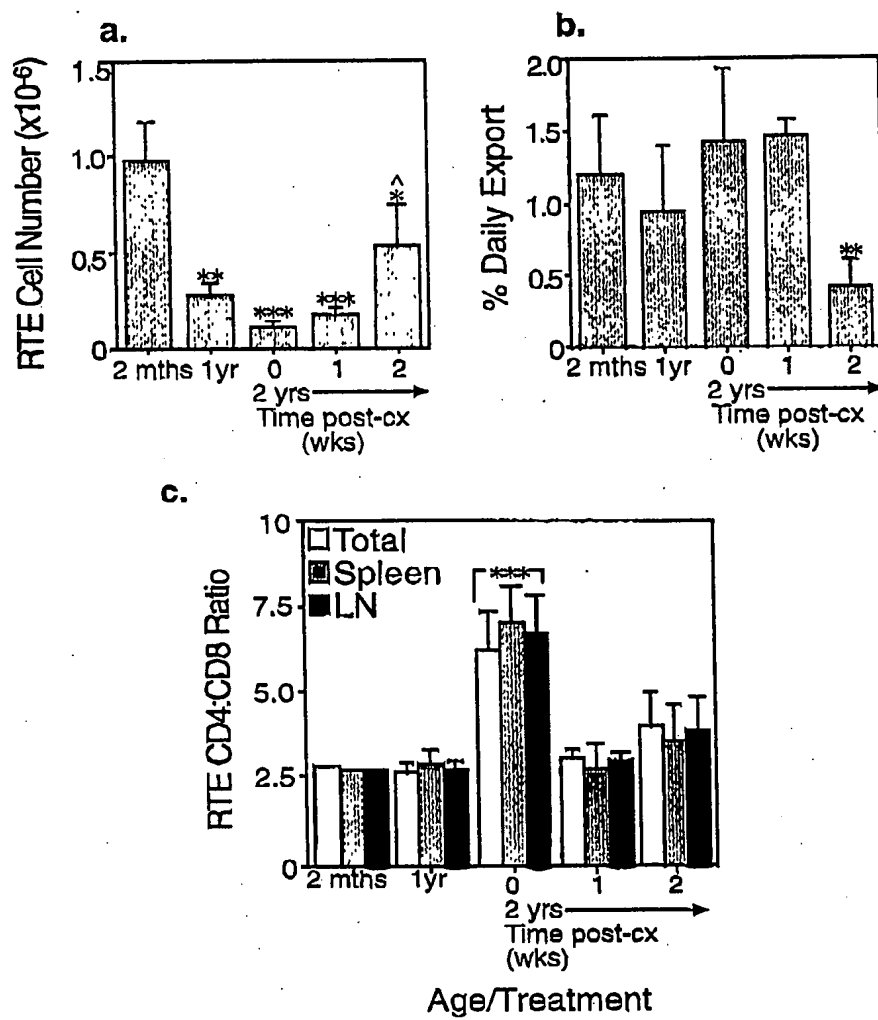 a.
RTE Cell Number (x10⁻⁶)
1.5
1.0
0.5
0
**
***
***
^
*
2 mths 1yr 0 1 2
2 yrs
Time post-cx
(wks)
b.
% Daily Export
2.0
1.5
1.0
0.5
0
**
2 mths 1yr 0 1 2
2 yrs
Time post-cx
(wks)
c.
RTE CD4:CD8 Ratio
10
7.5
5.0
2.5
0
Total
Spleen
LN
***
2 mths 1yr 0 1 2
2 yrs
Time post-cx
(wks)
Age/Treatment